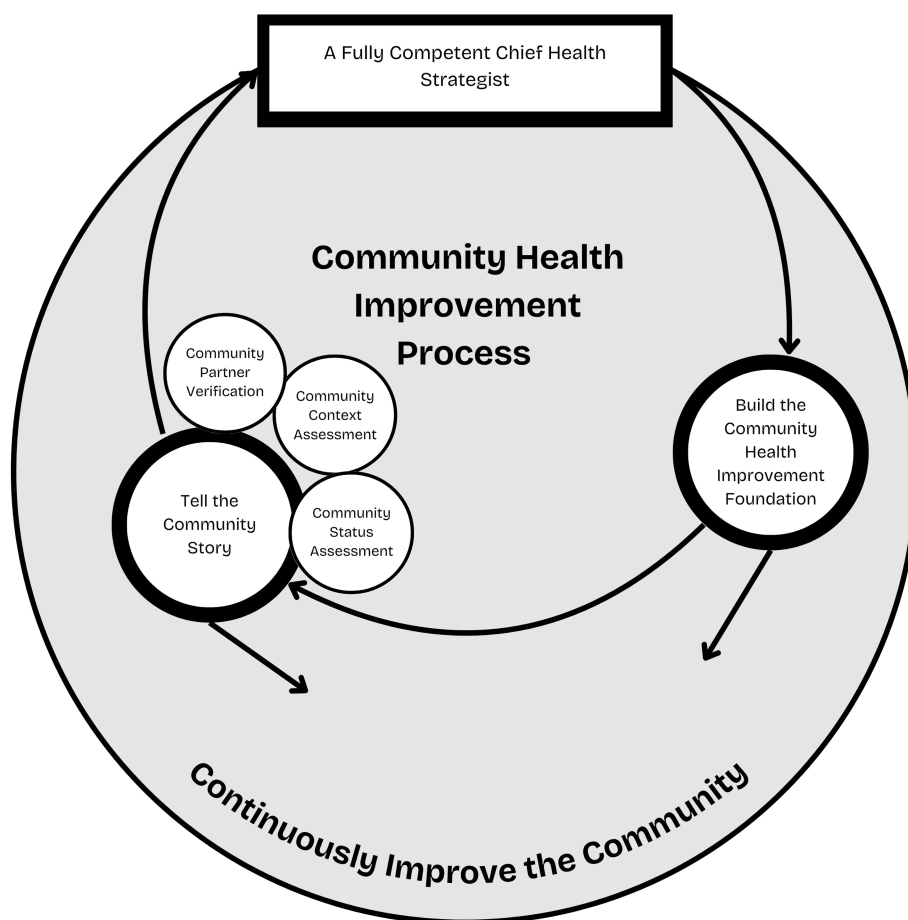 A Fully Competent Chief Health
Strategist
Community Health
Improvement
Process
Community
Partner
Verification
Community
Context
Assessment
Build the
Community
Health
Improvement
Foundation
Tell the
Community
Story
Community
Status
Assessment
Continuously Improve the Community